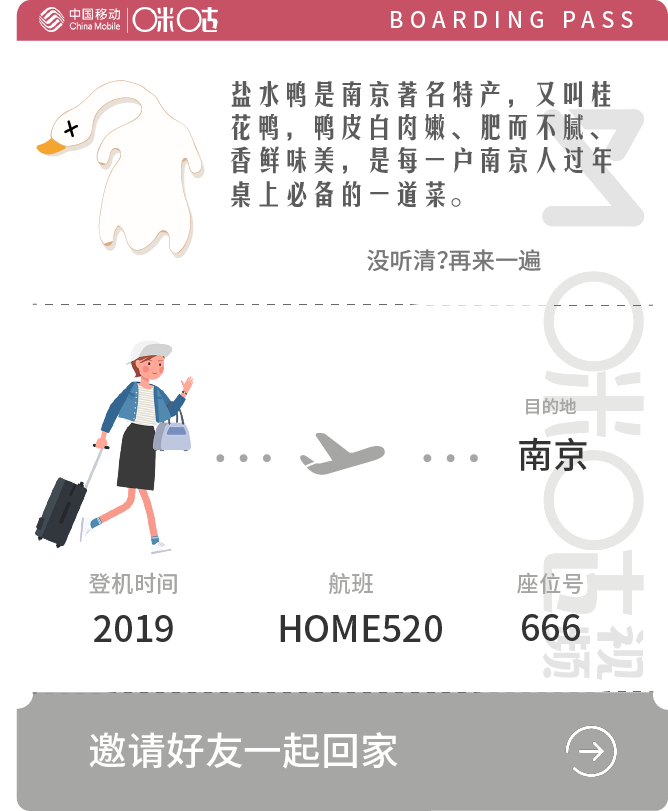 中国移动
China Mobile
咪咕
BOARDING PASS
盐水鸭是南京著名特产，又叫桂
花鸭，鸭皮白肉嫩、肥而不腻、
香鲜味美，是每一户南京人过年
桌上必备的一道菜。
没听清?再来一遍
目的地
南京
登机时间
航班
座位号
2019
HOME520
666
邀请好友一起回家
M咪咕视频